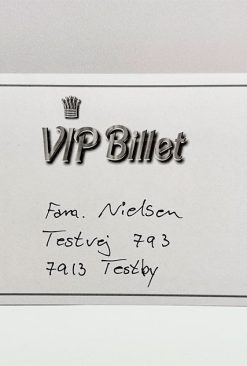 VIP Billet
Fam. Nielsen
Testvej 793
7913 Testby